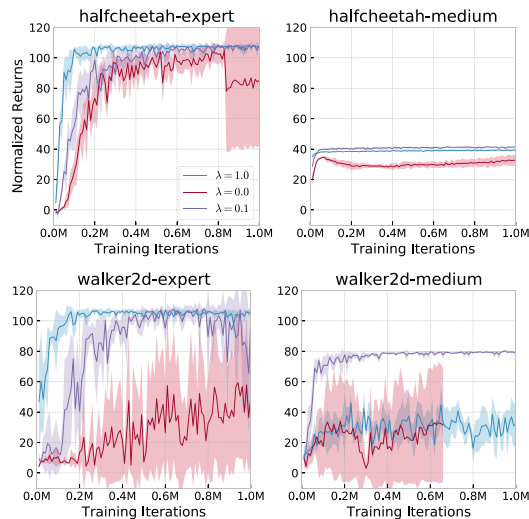 halfcheetah-expert
halfcheetah-medium
Normalized Returns
120
100
80
60
40
20
0
λ = 1.0
λ = 0.0
λ = 0.1
0.0M 0.2M 0.4M 0.6M 0.8M 1.0M
Training Iterations
120
100
80
60
40
20
0
0.0M 0.2M 0.4M 0.6M 0.8M 1.0M
Training Iterations
walker2d-expert
walker2d-medium
120
100
80
60
40
20
0
0.0M 0.2M 0.4M 0.6M 0.8M 1.0M
Training Iterations
120
100
80
60
40
20
0
0.0M 0.2M 0.4M 0.6M 0.8M 1.0M
Training Iterations